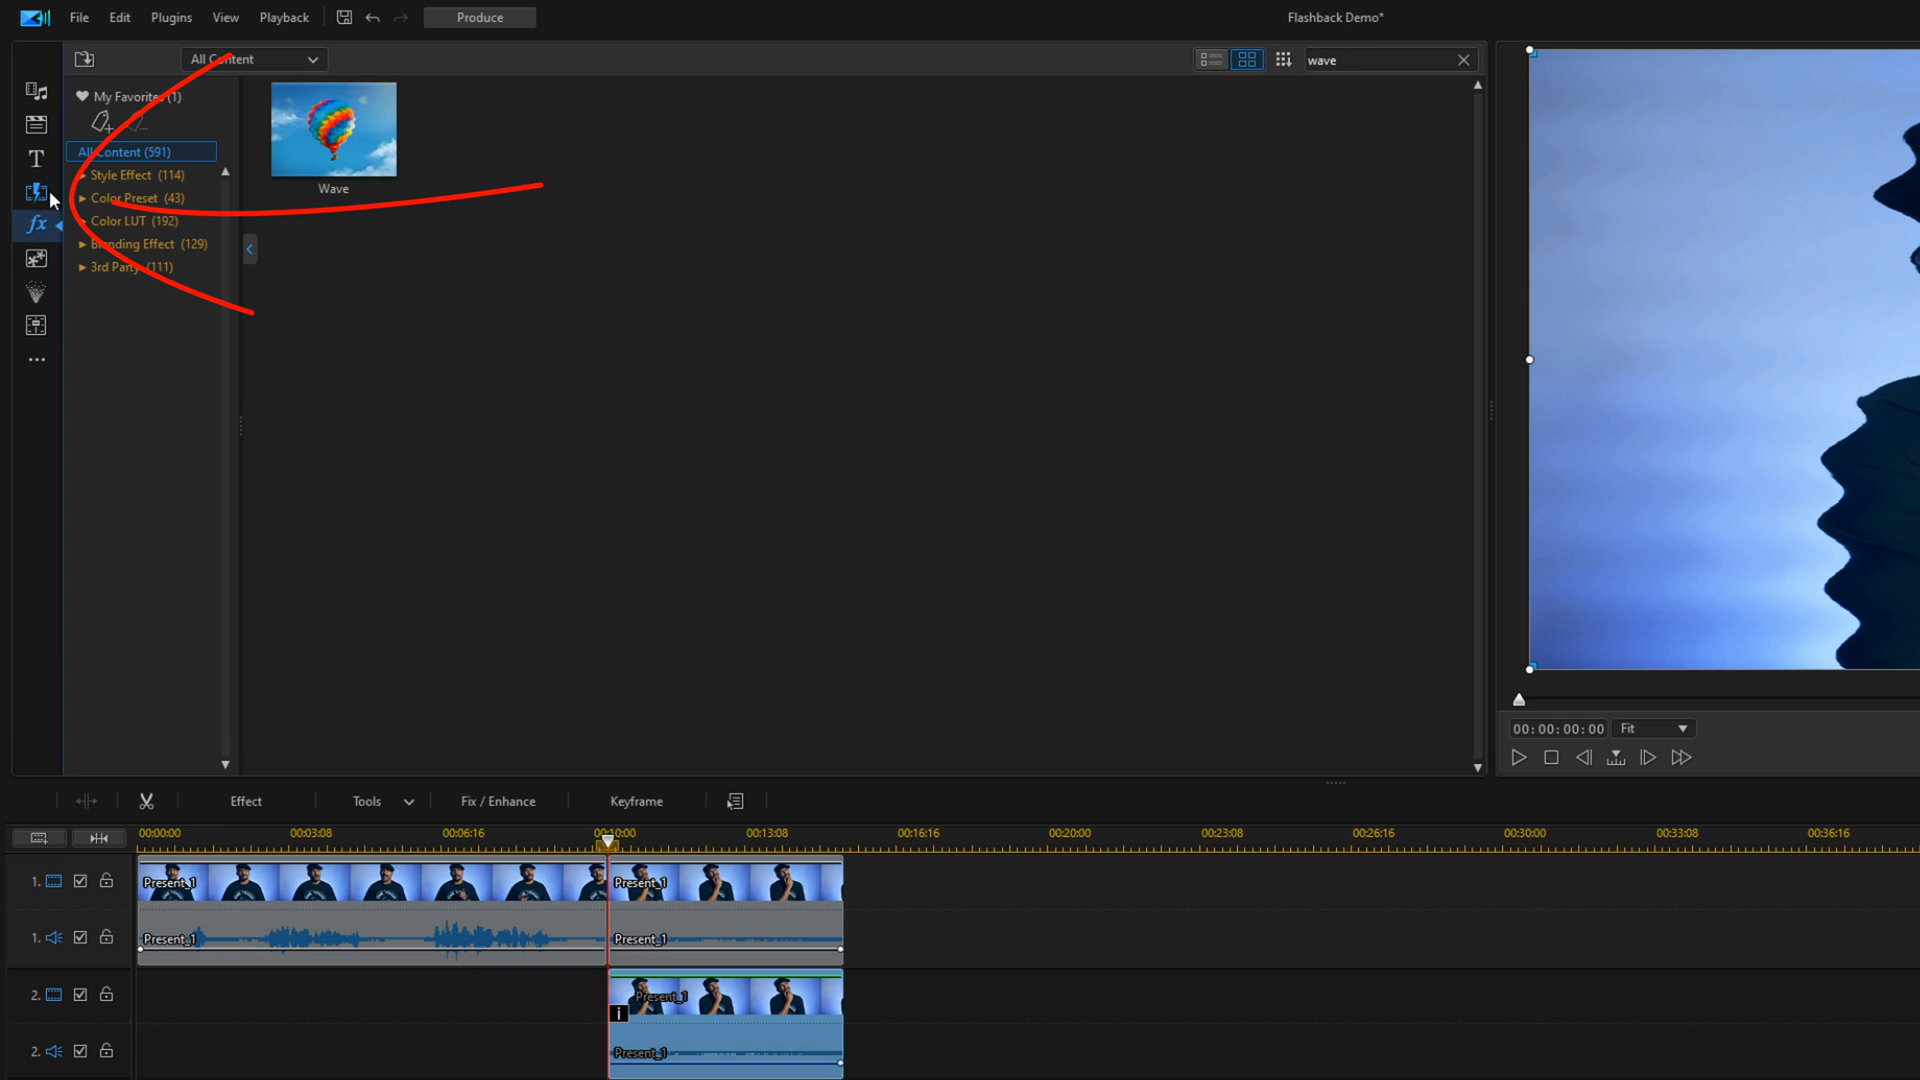 File Edit Plugins View Playback Produce Flashback Demo*
All Content wave
My Favorites (1)
All Content (591)
Style Effect (114)
Color Preset (43)
Color LUT (192)
Blending Effect (129)
3rd Party (111)
fx
Wave
00:00:00:00 Fit
Effect Tools Fix / Enhance Keyframe
00:00:00 00:03:08 00:06:16 00:10:00 00:13:08 00:16:16 00:20:00 00:23:08 00:26:16 00:30:00 00:33:08 00:36:16
1. Present_1 Present_1
1. Present_1 Present_1
2. Present_1
i
2. Present_1